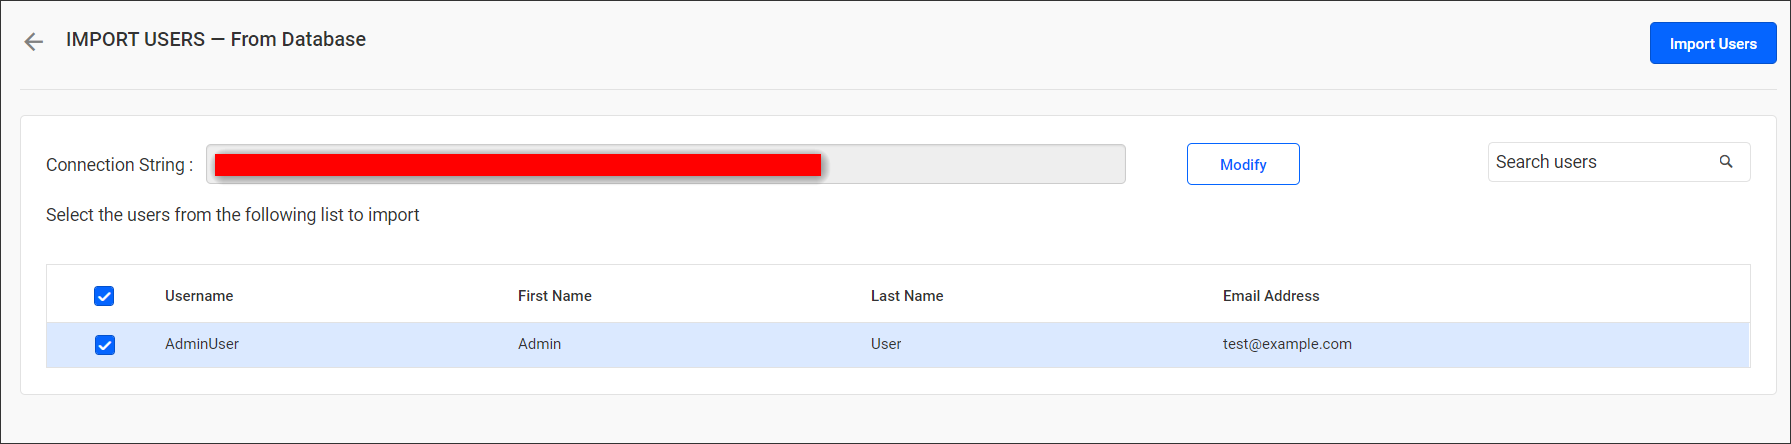 IMPORT USERS — From Database
Import Users
Connection String :
Modify
Search users
Select the users from the following list to import
Username First Name Last Name Email Address
AdminUser Admin User test@example.com